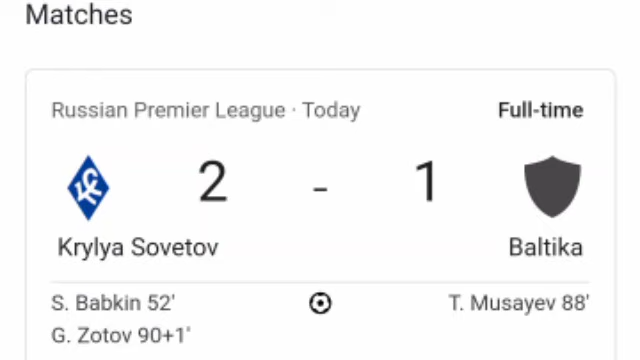 Matches
Russian Premier League · Today Full-time
2 - 1
Krylya Sovetov Baltika
S. Babkin 52' T. Musayev 88'
G. Zotov 90+1'